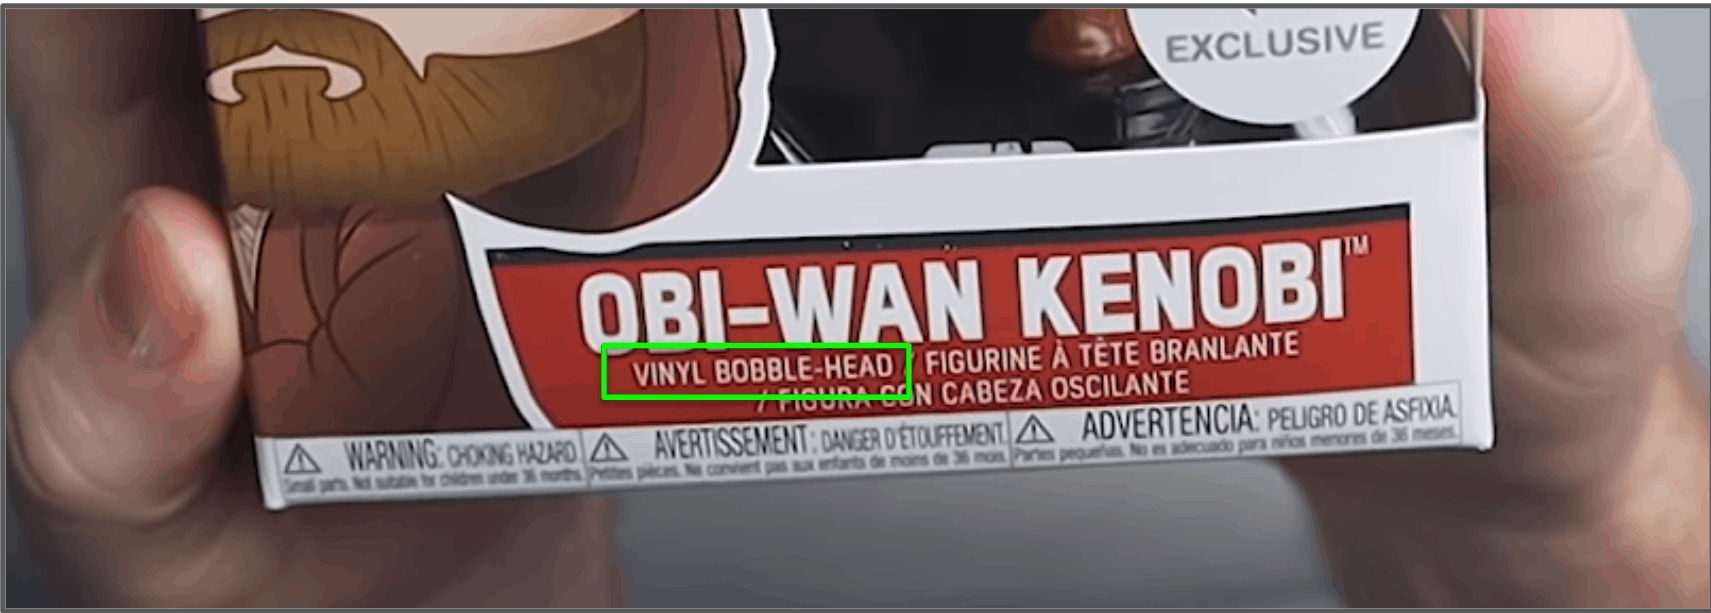 EXCLUSIVE
OBI-WAN KENOBI™
VINYL BOBBLE-HEAD / FIGURINE À TÊTE BRANLANTE
/ FIGURA CON CABEZA OSCILANTE
⚠ WARNING: CHOKING HAZARD.
Small parts. Not suitable for children under 36 months.
⚠ AVERTISSEMENT: DANGER D'ÉTOUFFEMENT.
Petites pièces. Ne convient pas aux enfants de moins de 36 mois.
⚠ ADVERTENCIA: PELIGRO DE ASFIXIA.
Partes pequeñas. No es adecuado para niños menores de 36 meses.